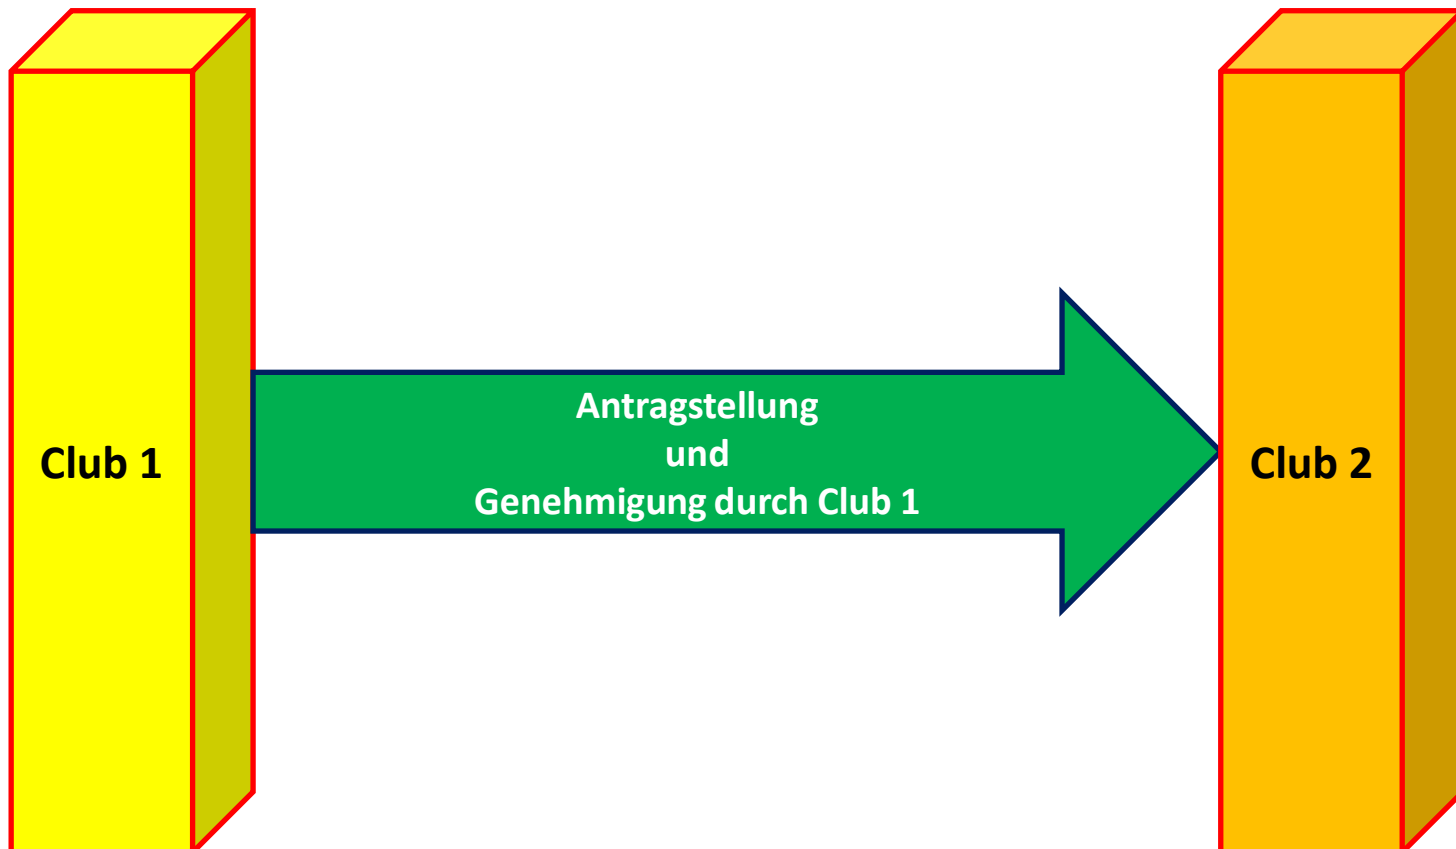 Club 1
Antragstellung
und
Genehmigung durch Club 1
Club 2